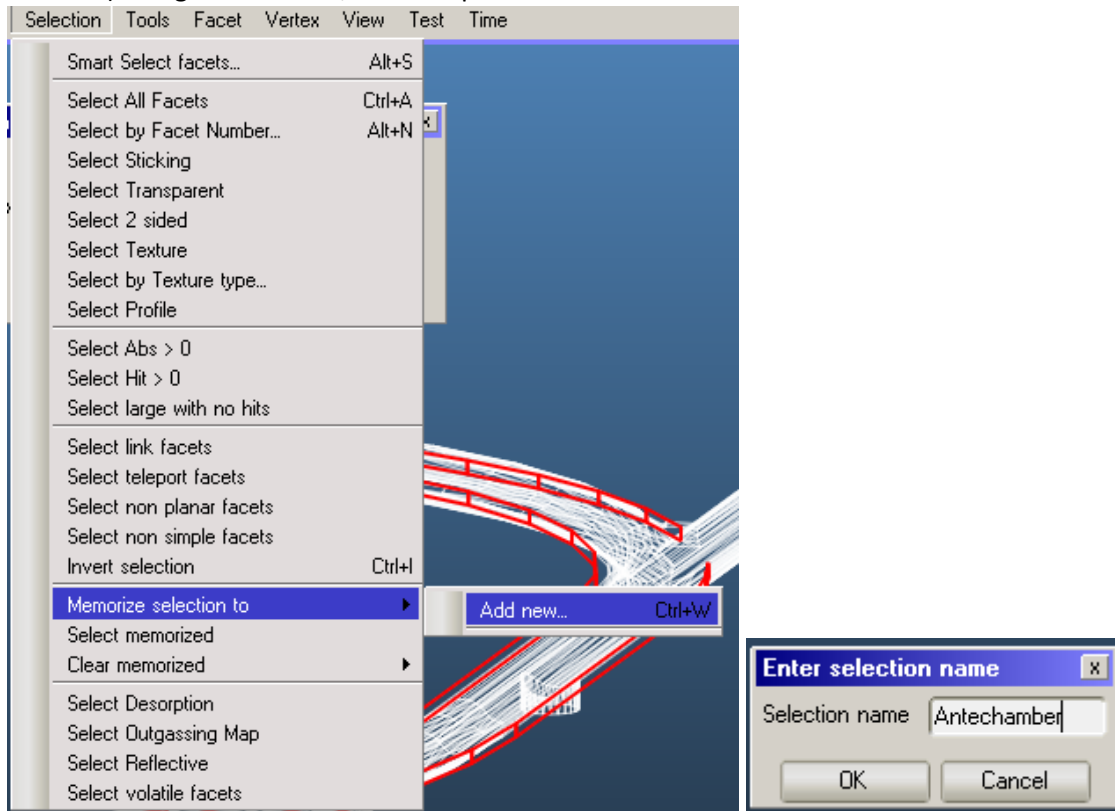 Selection Tools Facet Vertex View Test Time
Smart Select facets... Alt+S
Select All Facets Ctrl+A
Select by Facet Number... Alt+N
Select Sticking
Select Transparent
Select 2 sided
Select Texture
Select by Texture type...
Select Profile
Select Abs > 0
Select Hit > 0
Select large with no hits
Select link facets
Select teleport facets
Select non planar facets
Select non simple facets
Invert selection Ctrl+I
Memorize selection to
Add new... Ctrl+W
Select memorized
Clear memorized
Select Desorption
Select Outgassing Map
Select Reflective
Select volatile facets
Enter selection name
Selection name Antechamber
OK Cancel